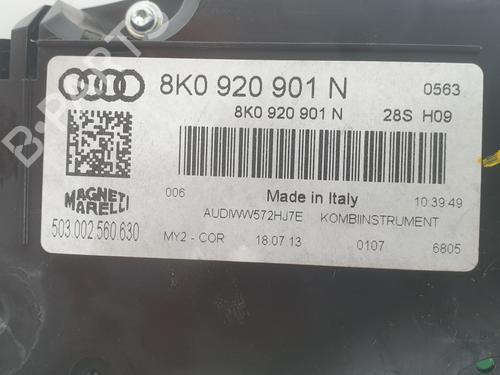 8K0 920 901 N 0563
8K0 920 901 N 28S H09
006 Made in Italy 10:39:49
MAGNETI
MARELLI
AUDIWW572HJ7E KOMBIINSTRUMENT
503.002.560.630 MY2 - COR 18.07.13 0107 6805
B-PARTS